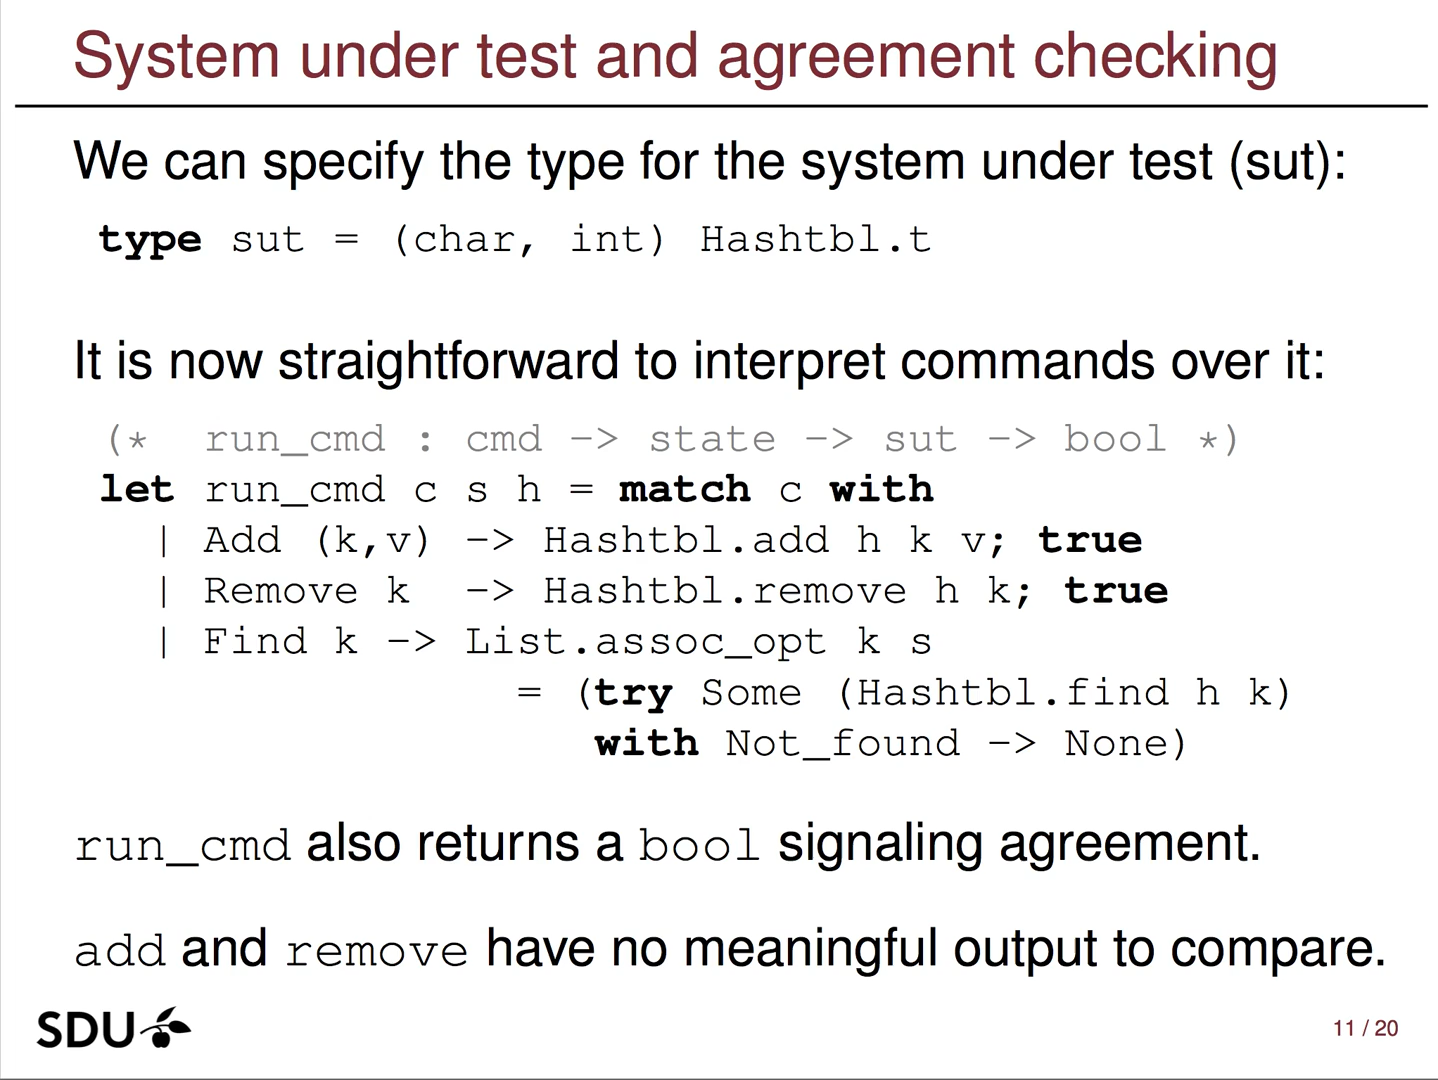 System under test and agreement checking
We can specify the type for the system under test (sut):
type sut = (char, int) Hashtbl.t
It is now straightforward to interpret commands over it:
(*  run_cmd : cmd -> state -> sut -> bool *)
let run_cmd c s h = match c with
  | Add (k,v) -> Hashtbl.add h k v; true
  | Remove k  -> Hashtbl.remove h k; true
  | Find k -> List.assoc_opt k s
                = (try Some (Hashtbl.find h k)
                   with Not_found -> None)
run_cmd also returns a bool signaling agreement.
add and remove have no meaningful output to compare.
SDU
11 / 20